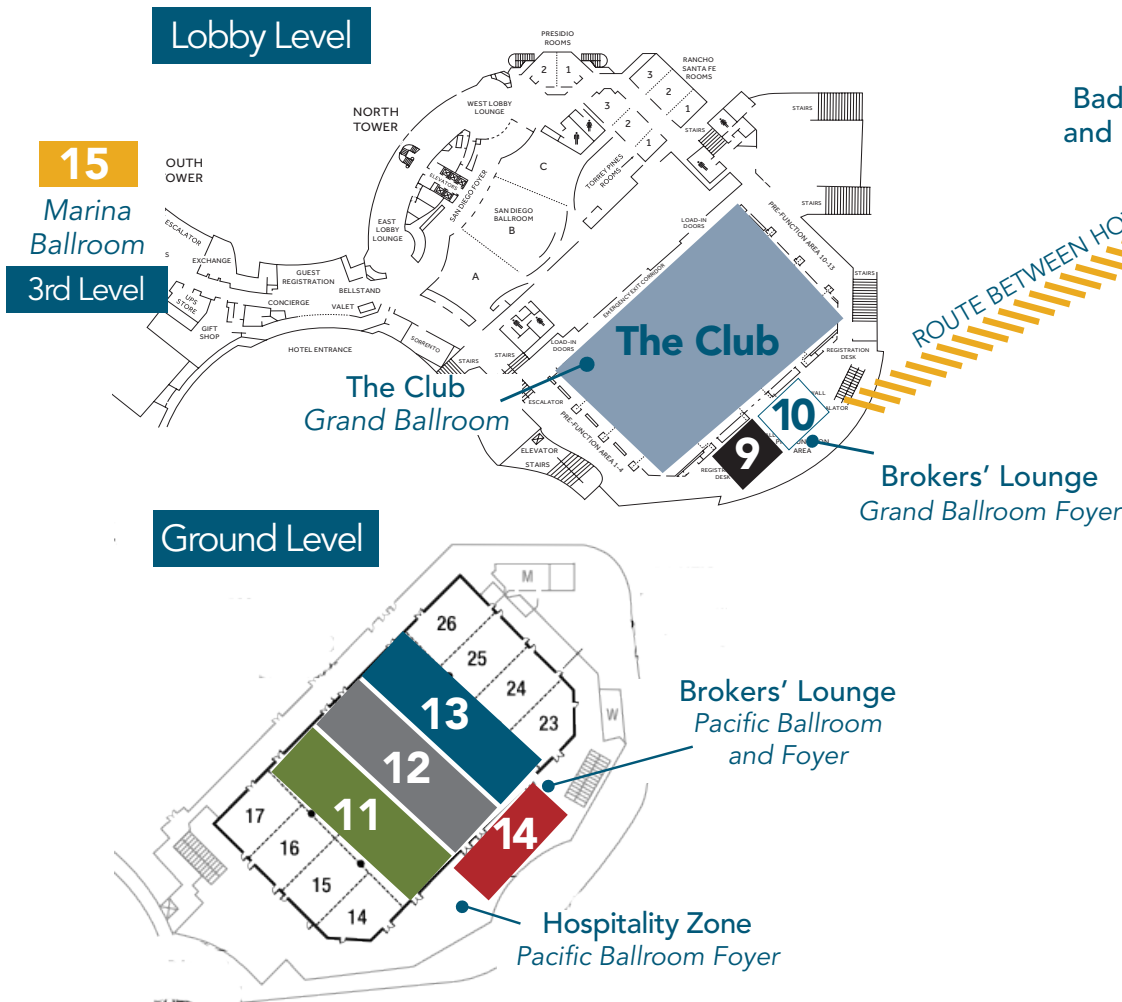 Lobby Level
PRESIDIO
ROOMS
2
1
RANCHO
SANTA FE
ROOMS
3
2
1
WEST LOBBY
LOUNGE
NORTH
TOWER
3
2
1
STAIRS
STAIRS
Bad
and
15
OUTH
OWER
C
TORREY PINES
ROOMS
ELEVATORS
SAN DIEGO FOYER
Marina
Ballroom
SAN DIEGO
BALLROOM
B
EAST
LOBBY
LOUNGE
LOAD-IN
DOORS
PRE-FUNCTION AREA 10-13
STAIRS
ESCALATOR
EXCHANGE
3rd Level
GUEST
REGISTRATION
BELLSTAND
A
EMERGENCY EXIT CORRIDOR
STAIRS
ROUTE BETWEEN HO
S
UPS
STORE
CONCIERGE
VALET
GIFT
SHOP
HOTEL ENTRANCE
SORRENTO
STAIRS
STAIRS
LOAD-IN
DOORS
The Club
REGISTRATION
DESK
The Club
Grand Ballroom
ESCALATOR
PRE-FUNCTION AREA 1-4
ELEVATOR
STAIRS
10
ALATOR
9
AREA
DESK
Brokers’ Lounge
Grand Ballroom Foyer
Ground Level
M
26
25
24
23
W
13
12
11
14
Brokers’ Lounge
Pacific Ballroom
and Foyer
17
16
15
14
Hospitality Zone
Pacific Ballroom Foyer